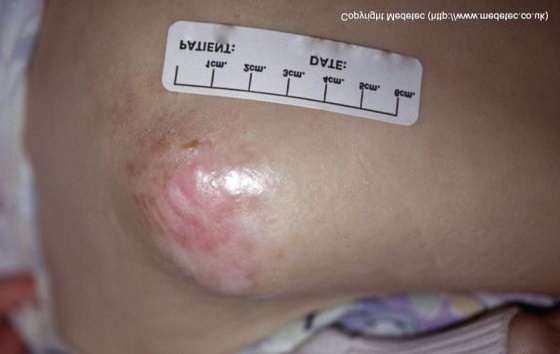 Copyright Medetec (http://www.medetec.co.uk)
PATIENT: DATE:
1cm. 2cm. 3cm. 4cm. 5cm. 6cm.